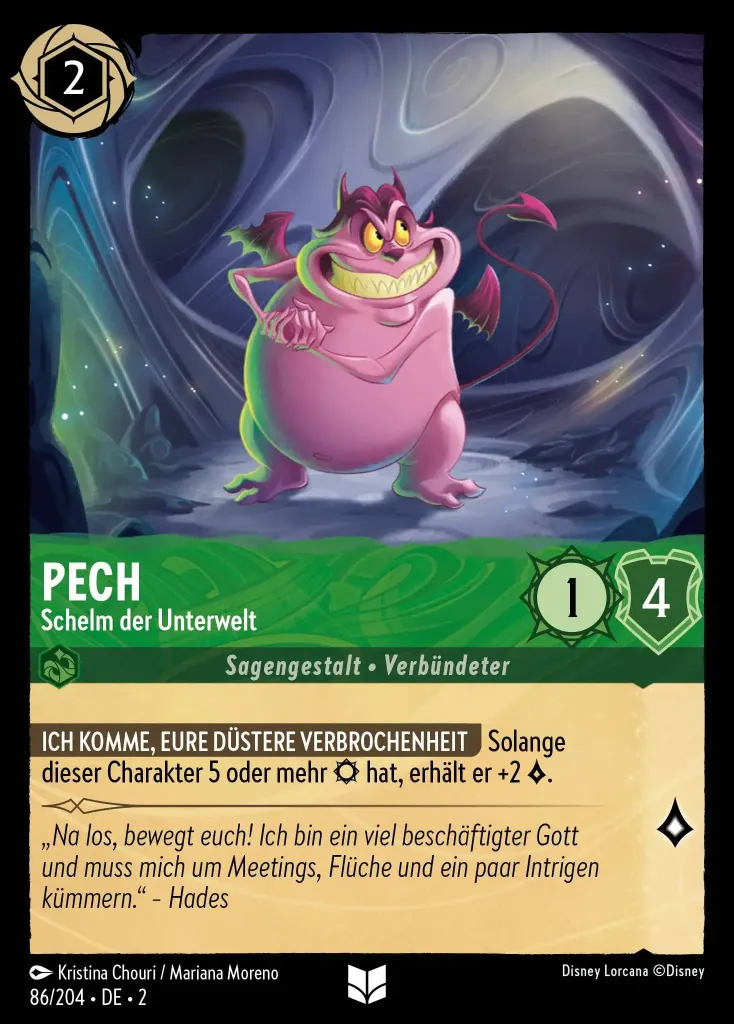 2
PECH
Schelm der Unterwelt
1
4
Sagengestalt • Verbündeter
ICH KOMME, EURE DÜSTERE VERBROCHENHEIT Solange
dieser Charakter 5 oder mehr hat, erhält er +2 .
„Na los, bewegt euch! Ich bin ein viel beschäftigter Gott
und muss mich um Meetings, Flüche und ein paar Intrigen
kümmern.“ – Hades
Kristina Chouri / Mariana Moreno
Disney Lorcana ©Disney
86/204 • DE • 2